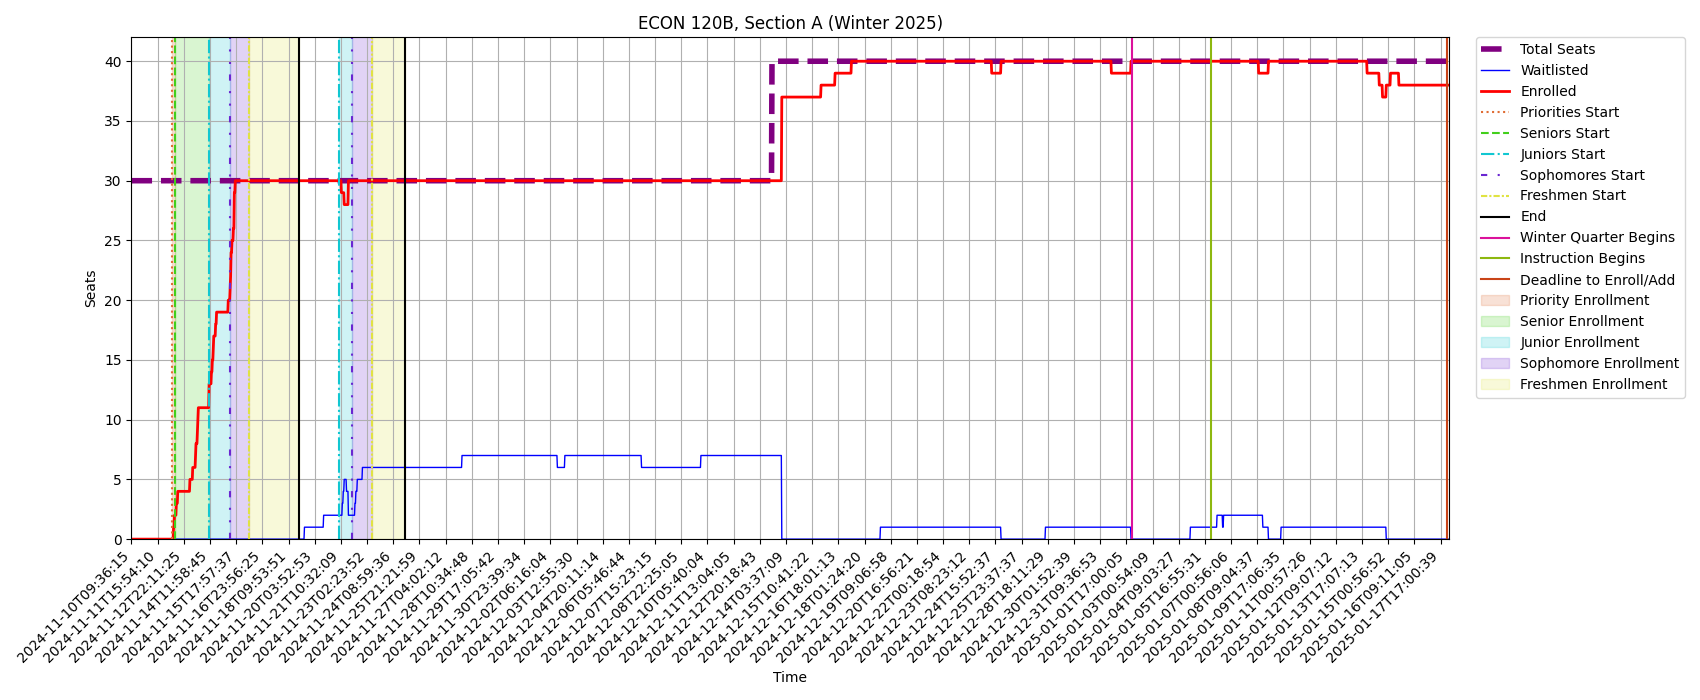 ECON 120B, Section A (Winter 2025)
Total Seats
Waitlisted
Enrolled
Priorities Start
Seniors Start
Juniors Start
Sophomores Start
Freshmen Start
End
Winter Quarter Begins
Instruction Begins
Deadline to Enroll/Add
Priority Enrollment
Senior Enrollment
Junior Enrollment
Sophomore Enrollment
Freshmen Enrollment
Seats
40
35
30
25
20
15
10
5
0
2024-11-10T09:36:15
2024-11-11T15:54:10
2024-11-12T22:11:25
2024-11-14T11:58:45
2024-11-15T17:57:37
2024-11-16T23:56:25
2024-11-18T09:53:51
2024-11-20T03:52:53
2024-11-21T10:32:09
2024-11-23T02:23:52
2024-11-24T08:59:36
2024-11-25T21:21:59
2024-11-27T04:02:12
2024-11-28T10:34:48
2024-11-29T17:05:42
2024-11-30T23:39:34
2024-12-02T06:16:04
2024-12-03T12:55:30
2024-12-04T20:11:14
2024-12-06T05:46:44
2024-12-07T15:23:15
2024-12-08T22:25:05
2024-12-10T05:40:04
2024-12-11T13:04:05
2024-12-12T20:18:43
2024-12-14T03:37:09
2024-12-15T10:41:22
2024-12-16T18:01:13
2024-12-18T01:24:20
2024-12-19T09:06:58
2024-12-20T16:56:21
2024-12-22T00:18:54
2024-12-23T08:23:12
2024-12-24T15:52:37
2024-12-25T23:37:37
2024-12-28T18:11:29
2024-12-30T01:52:39
2024-12-31T09:36:53
2025-01-01T17:00:05
2025-01-03T00:54:09
2025-01-04T09:03:27
2025-01-05T16:55:31
2025-01-07T00:56:06
2025-01-08T09:04:37
2025-01-09T17:06:35
2025-01-11T00:57:26
2025-01-12T09:07:12
2025-01-13T17:07:13
2025-01-15T00:56:52
2025-01-16T09:11:05
2025-01-17T17:00:39
Time